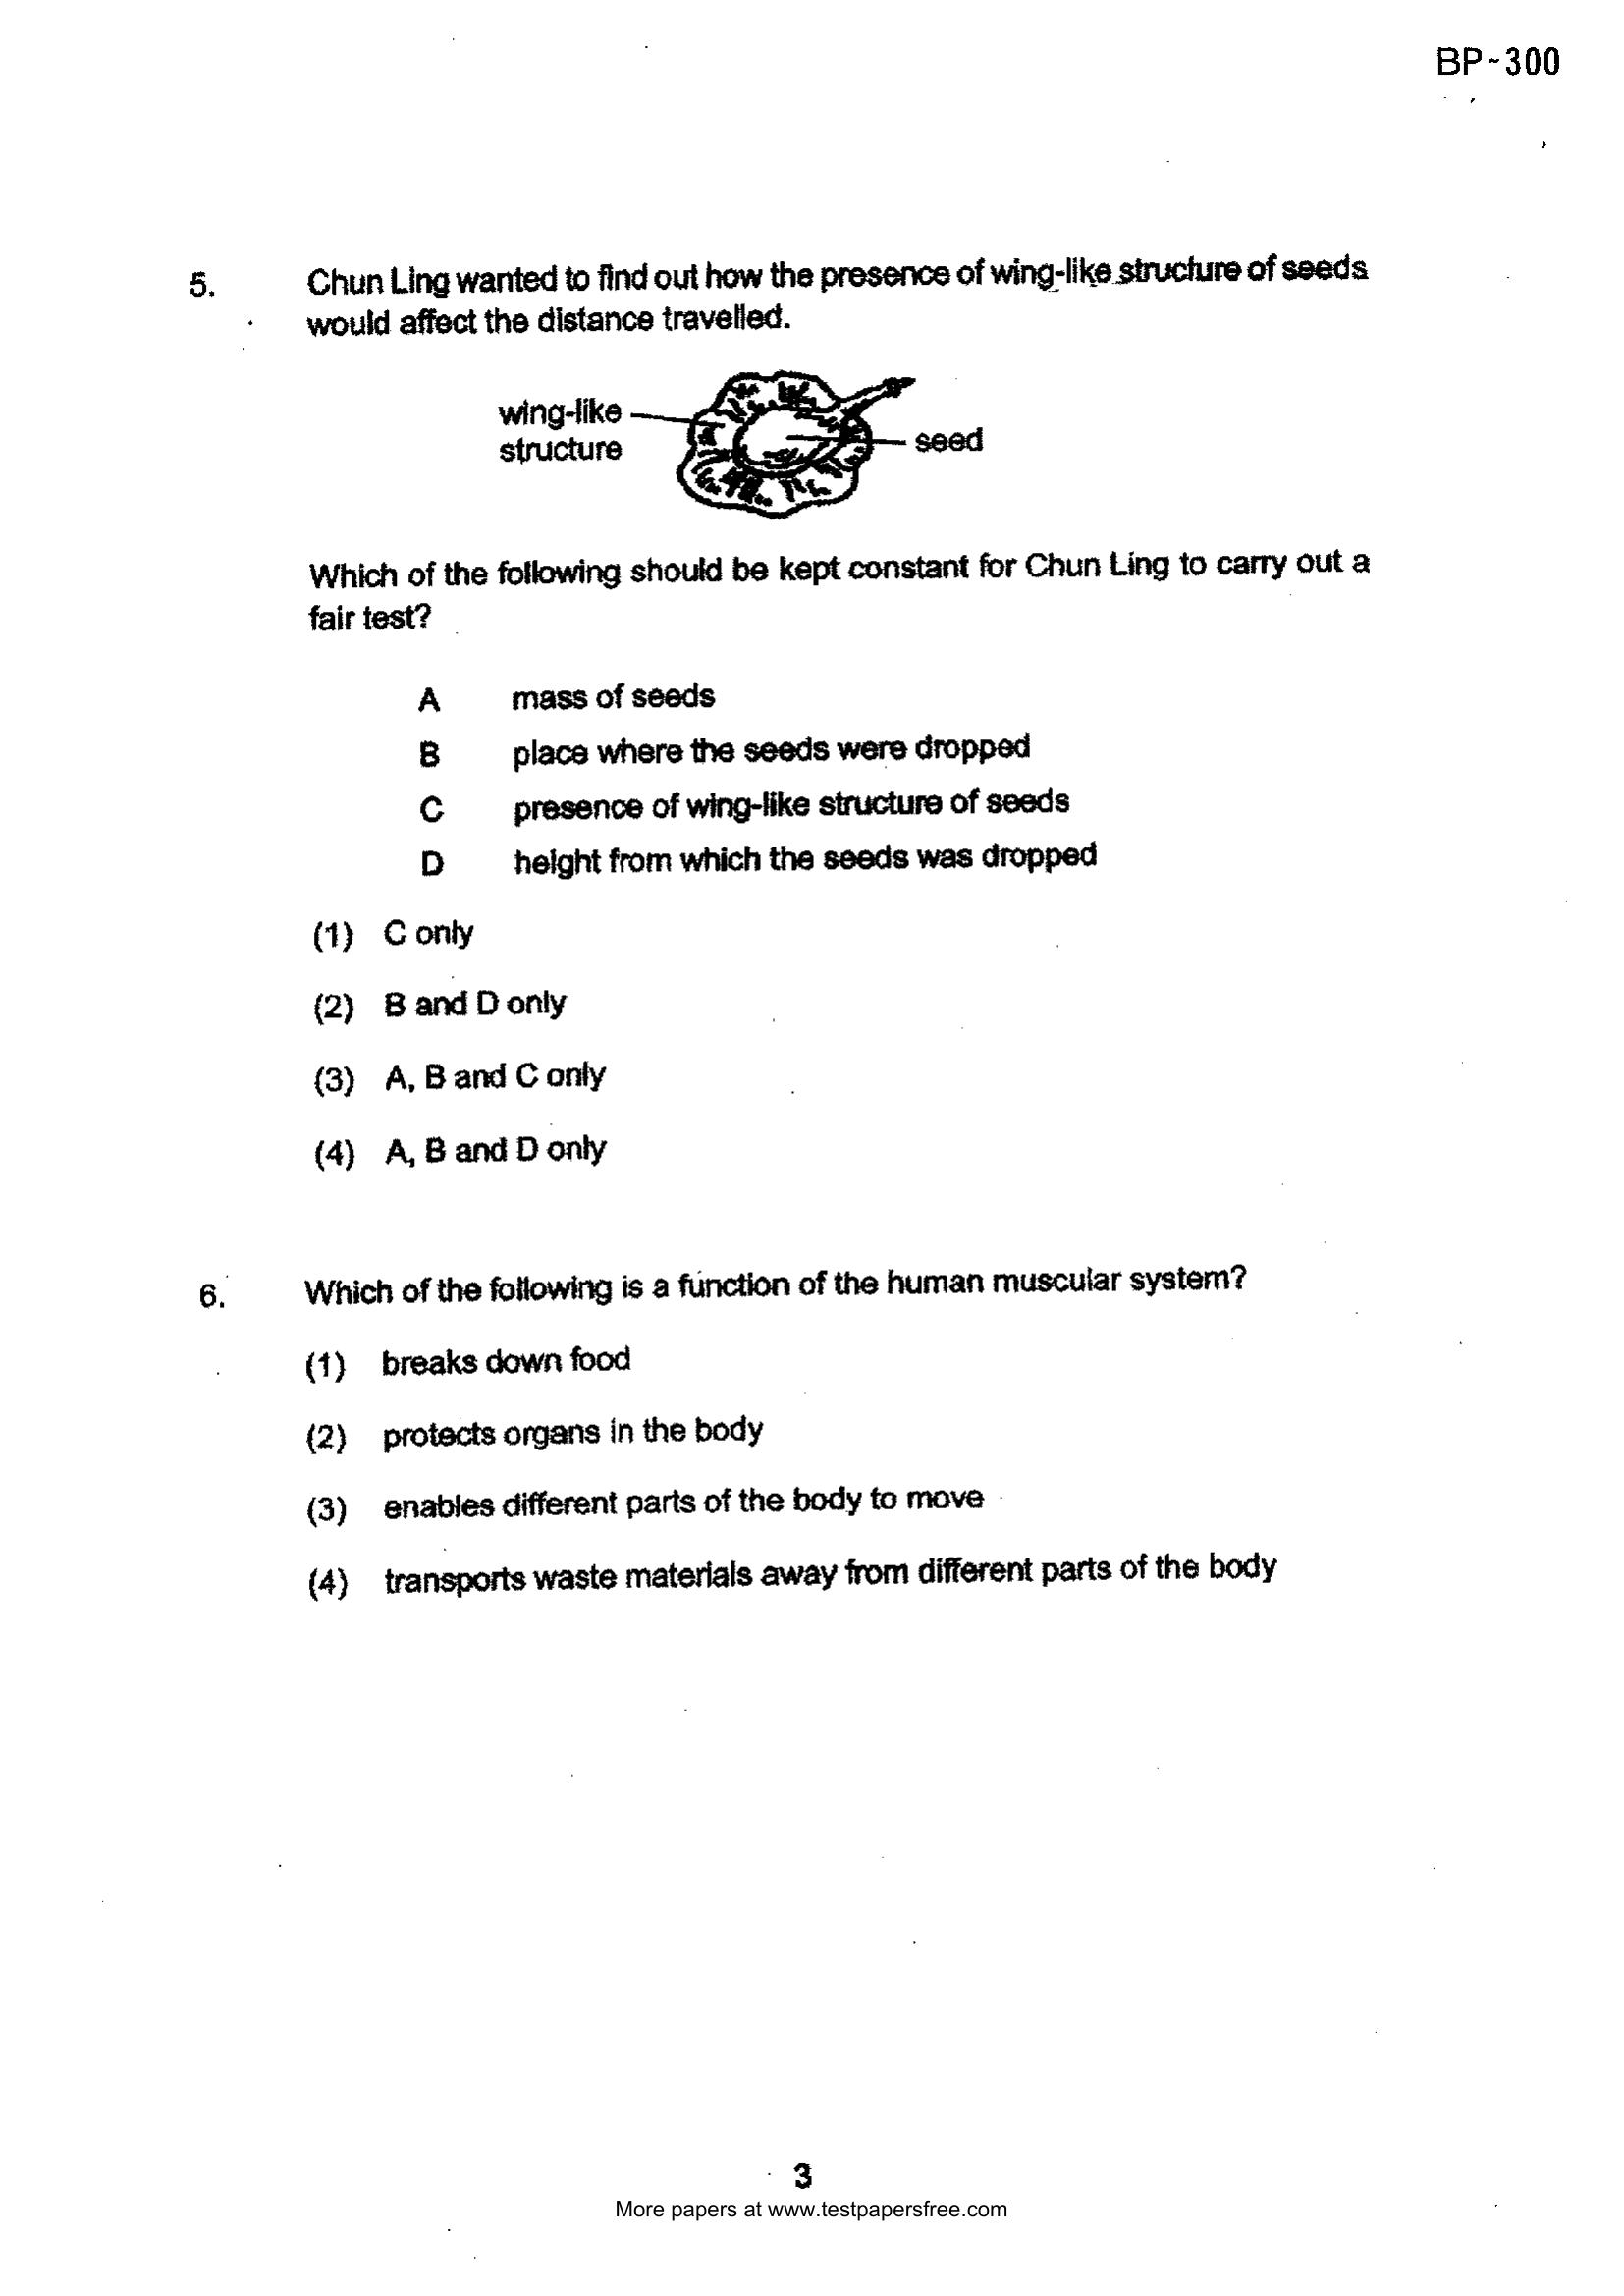 BP~300
5. Chun Ling wanted to find out how the presence of wing-like structure of seeds
would affect the distance travelled.
wing-like
structure
seed
Which of the following should be kept constant for Chun Ling to carry out a
fair test?
A mass of seeds
B place where the seeds were dropped
C presence of wing-like structure of seeds
D height from which the seeds was dropped
(1) C only
(2) B and D only
(3) A, B and C only
(4) A, B and D only
6. Which of the following is a function of the human muscular system?
(1) breaks down food
(2) protects organs in the body
(3) enables different parts of the body to move
(4) transports waste materials away from different parts of the body
3
More papers at www.testpapersfree.com